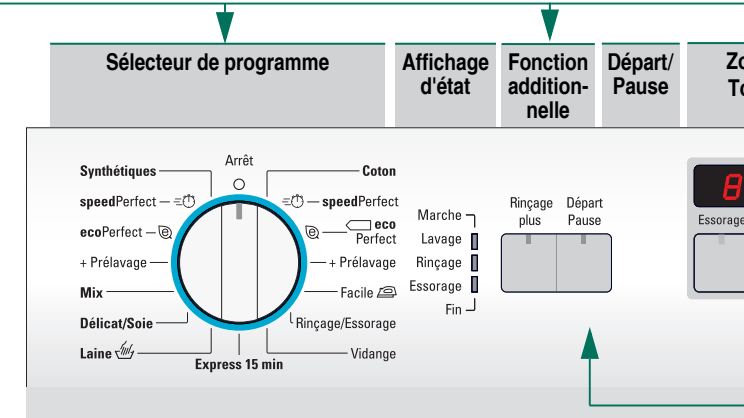 Sélecteur de programme
Affichage
d'état
Fonction
addition-
nelle
Départ/
Pause
Arrêt
Synthétiques
speedPerfect
ecoPerfect
+ Prélavage
Mix
Délicat/Soie
Laine
Express 15 min
Coton
speedPerfect
eco
Perfect
+ Prélavage
Facile
Rinçage/Essorage
Vidange
Marche
Lavage
Rinçage
Essorage
Fin
Rinçage
plus
Départ
Pause
8
Essorage